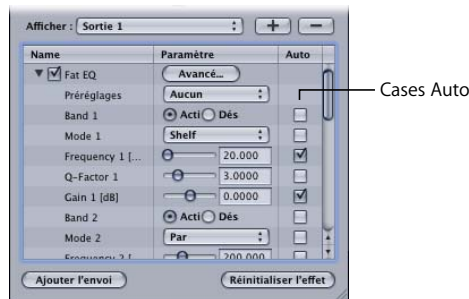 Afficher : Sortie 1 + −
Name Paramètre Auto
Fat EQ Avancé...
Préréglages Aucun
Cases Auto
Band 1 Acti Dés
Mode 1 Shelf
Frequency 1 [... 20.000
Q-Factor 1 3.0000
Gain 1 [dB] 0.0000
Band 2 Acti Dés
Mode 2 Par
Frequency 2 [ 200.000
Ajouter l'envoi Réinitialiser l'effet